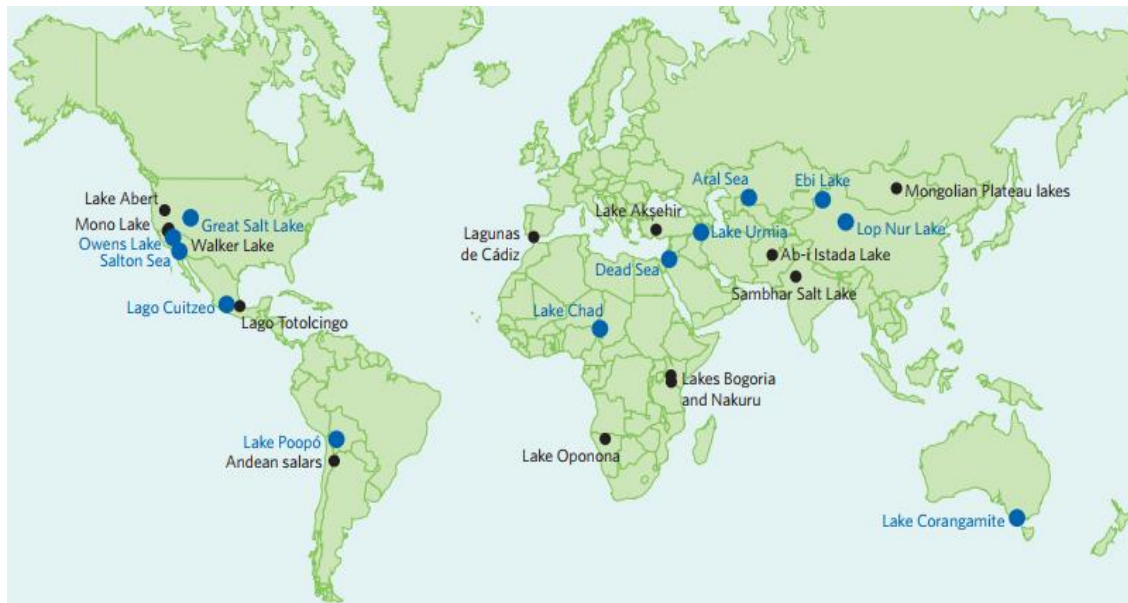 Lake Abert
Mono Lake
Great Salt Lake
Owens Lake
Walker Lake
Salton Sea
Lago Cuitzeo
Lago Totolcingo
Lake Poopó
Andean salars
Lagunas
de Cádiz
Lake Akşehir
Aral Sea
Ebi Lake
Mongolian Plateau lakes
Lake Urmia
Lop Nur Lake
Dead Sea
Ab-i Istada Lake
Sambhar Salt Lake
Lake Chad
Lakes Bogoria
and Nakuru
Lake Oponona
Lake Corangamite